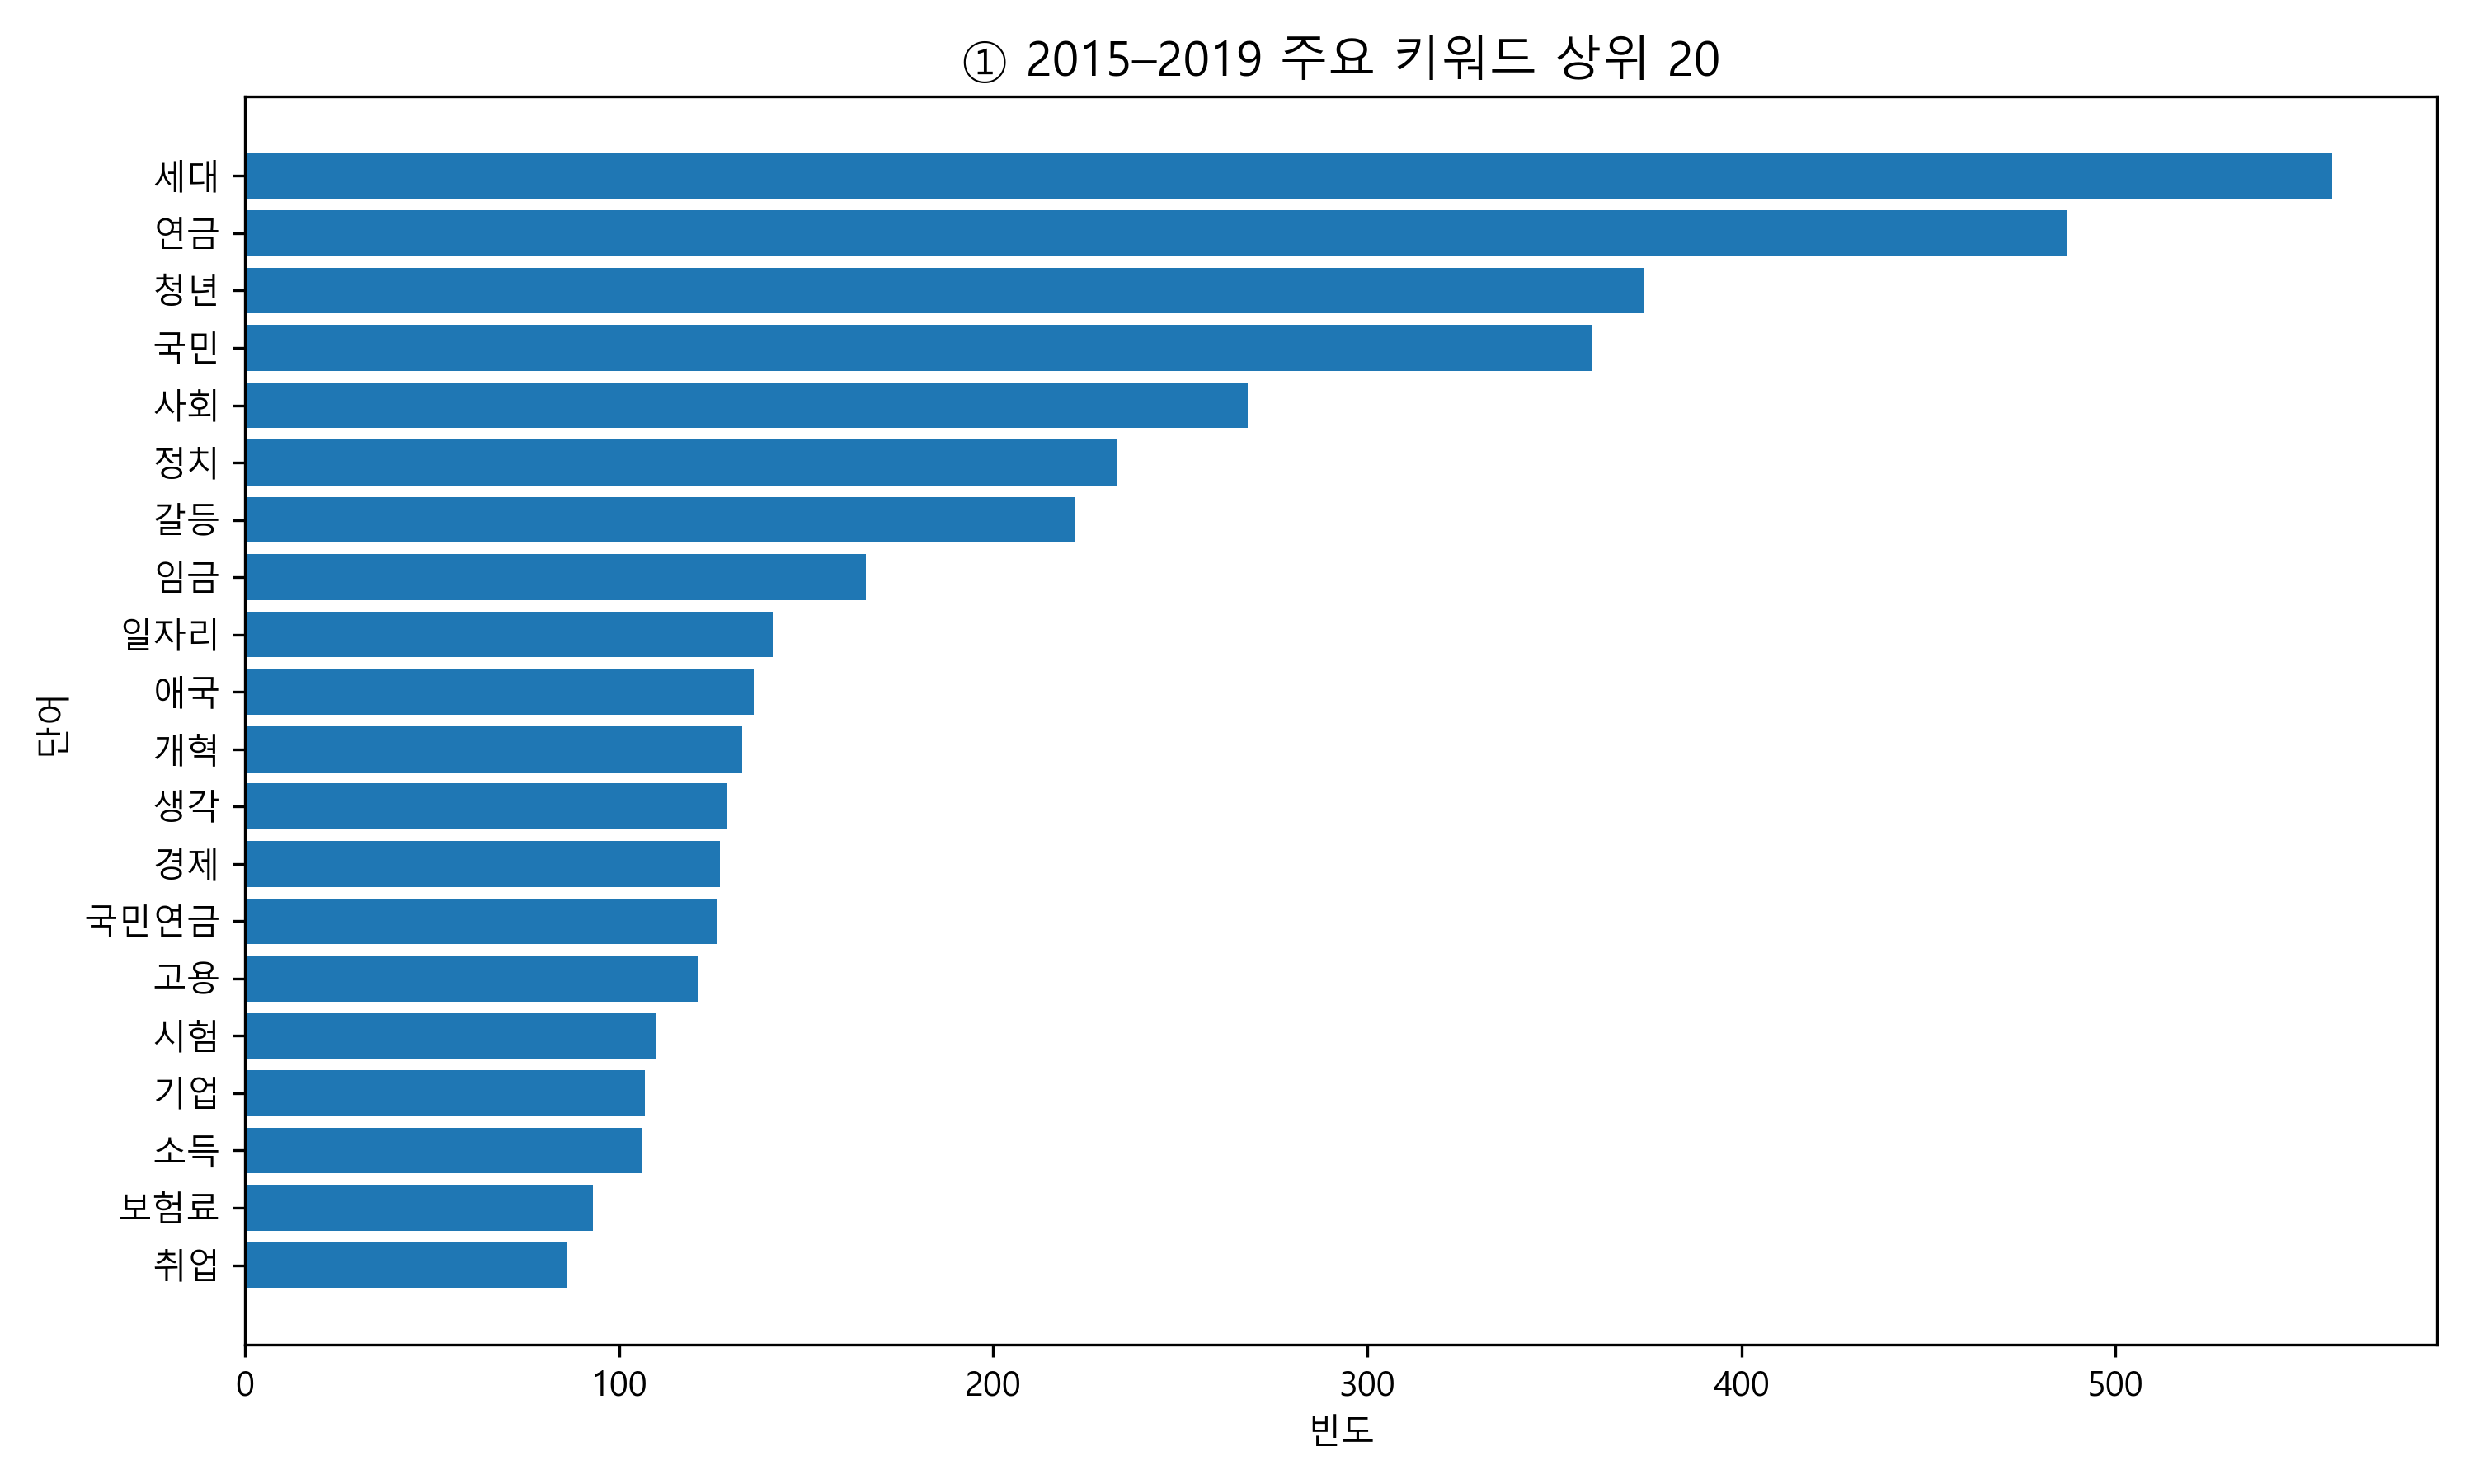 ① 2015–2019 주요 키워드 상위 20
세대
연금
청년
국민
사회
정치
갈등
임금
일자리
애국
개혁
생각
경제
국민연금
고용
시험
기업
소득
보험료
취업
단어
0 100 200 300 400 500
빈도